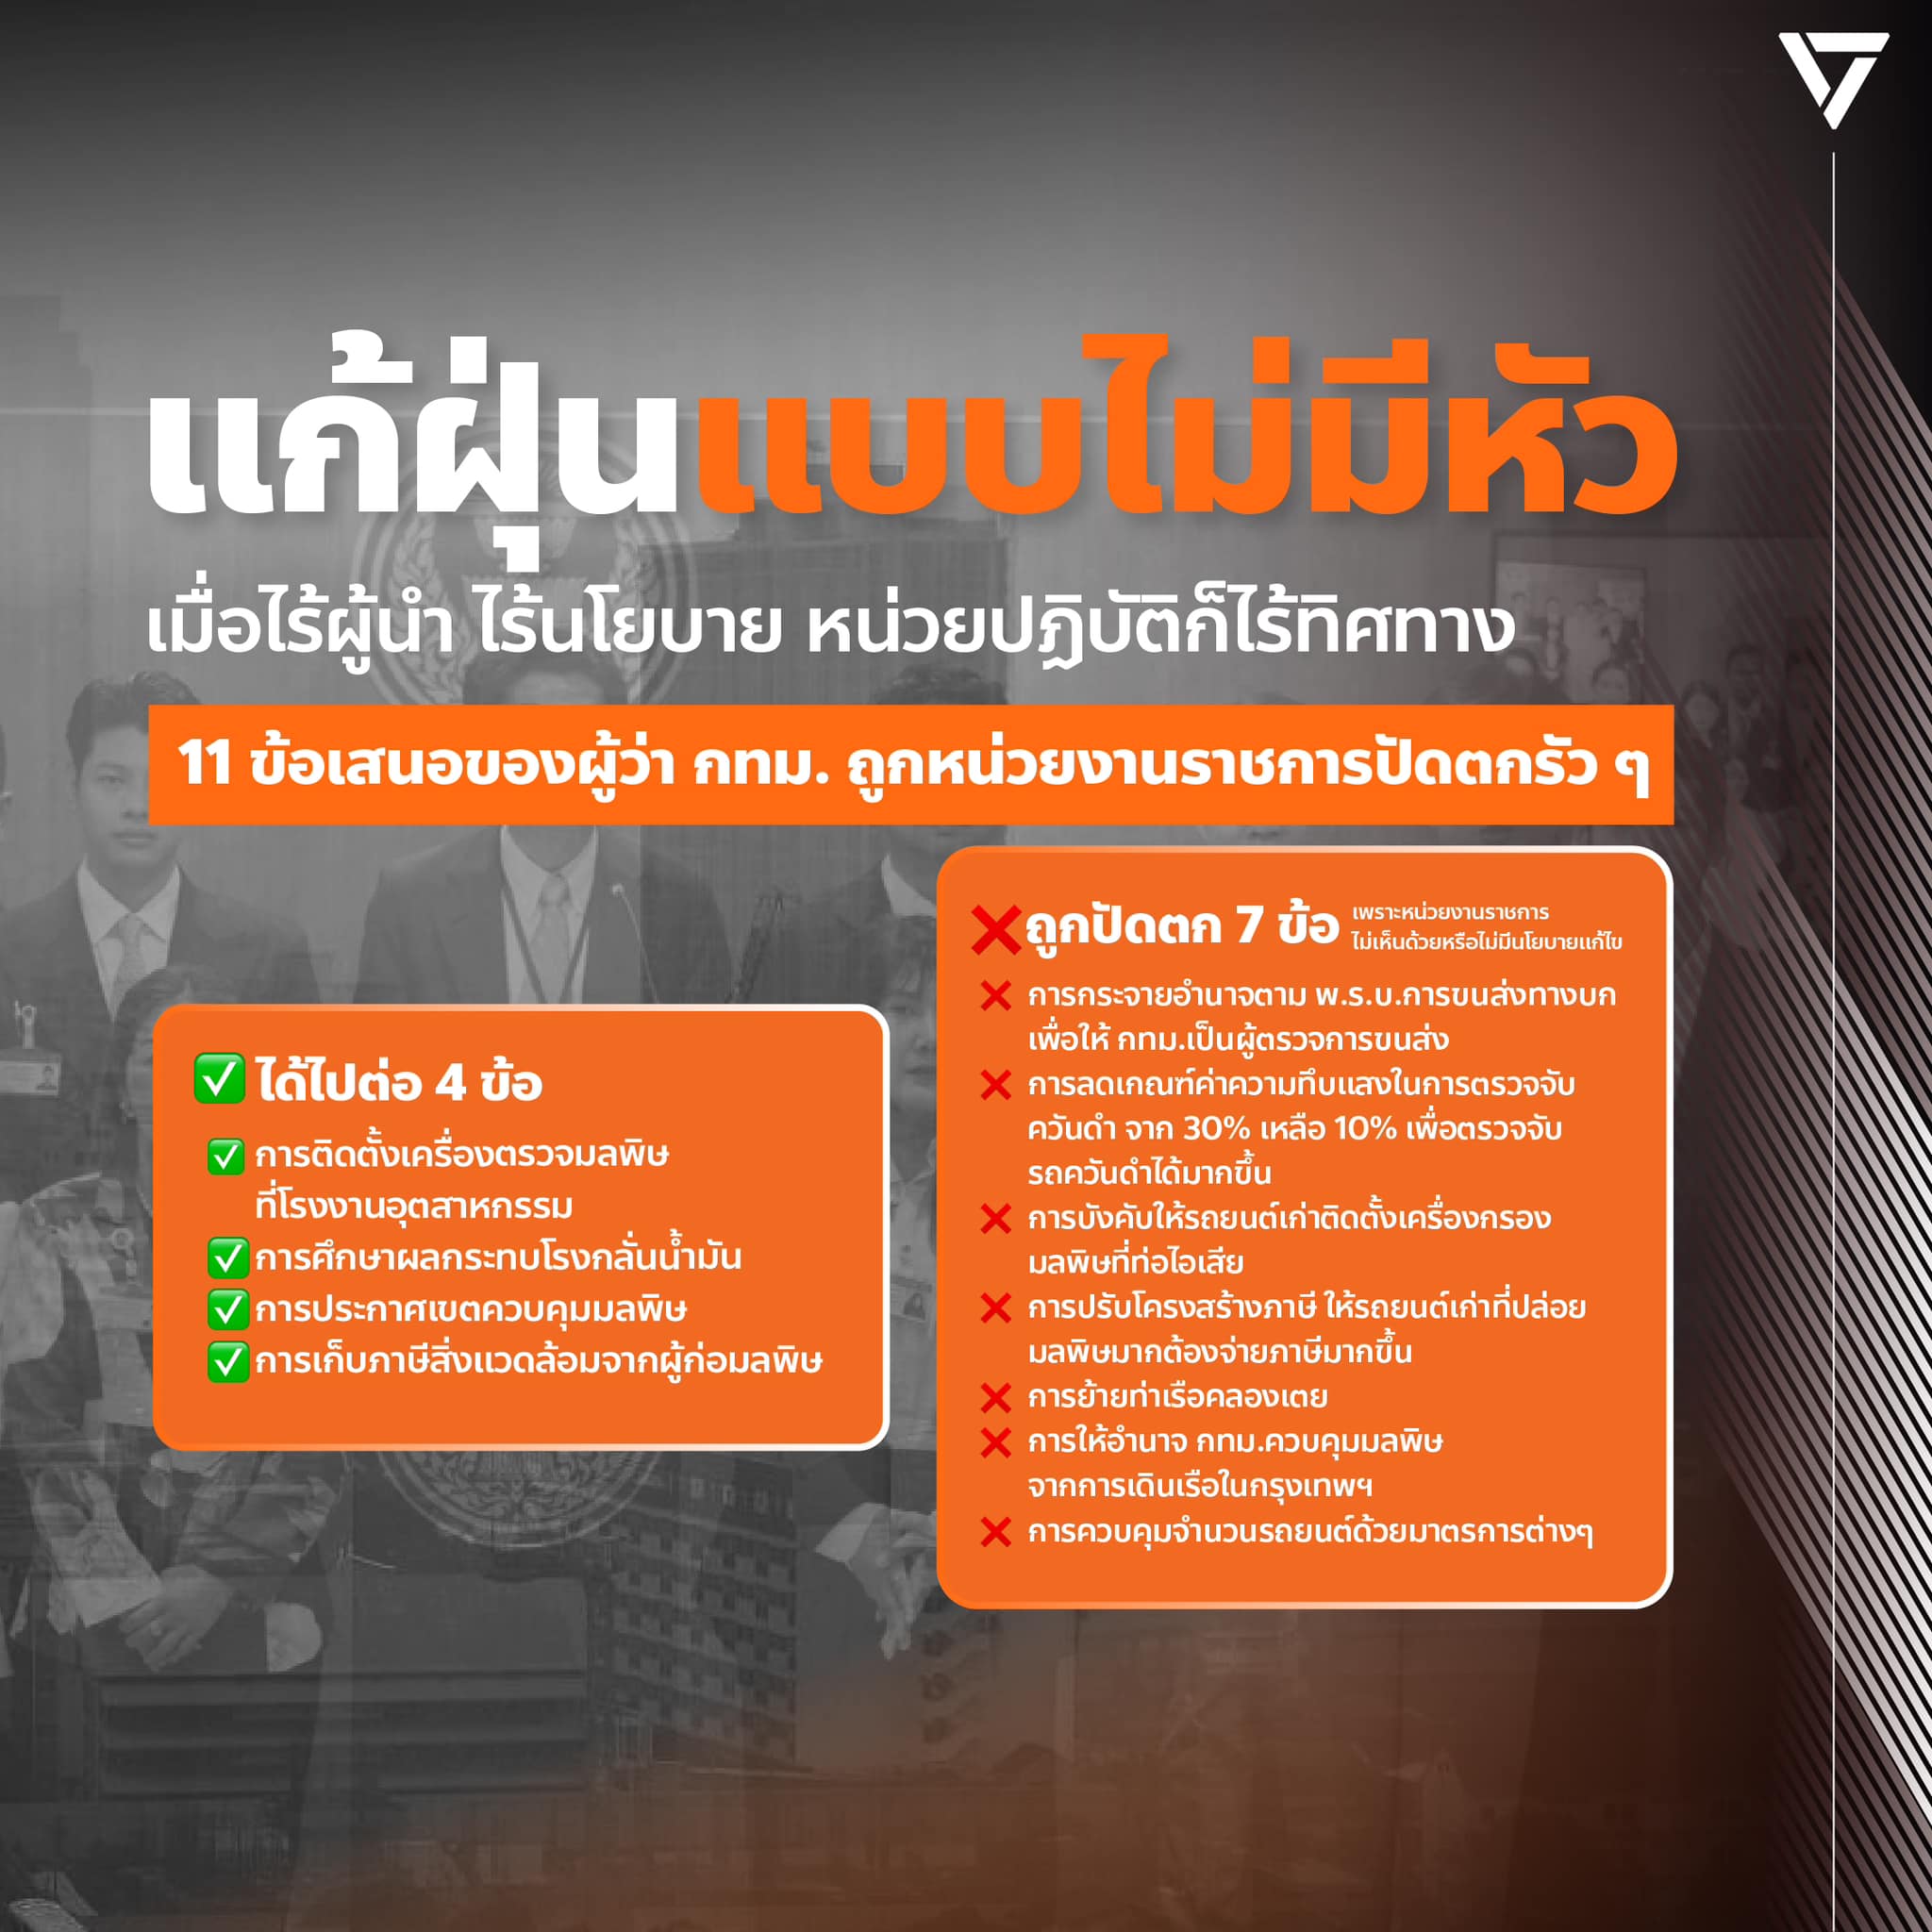 แก้ฝุ่นแบบไม่มีหัว
เมื่อไร้ผู้นำ ไร้นโยบาย หน่วยปฏิบัติก็ไร้ทิศทาง
11 ข้อเสนอของผู้ว่า กทม. ถูกหน่วยงานราชการปัดตกรัว ๆ
ได้ไปต่อ 4 ข้อ
การติดตั้งเครื่องตรวจมลพิษ
ที่โรงงานอุตสาหกรรม
การศึกษาผลกระทบโรงกลั่นน้ำมัน
การประกาศเขตควบคุมมลพิษ
การเก็บภาษีสิ่งแวดล้อมจากผู้ก่อมลพิษ
ถูกปัดตก 7 ข้อ
เพราะหน่วยงานราชการ
ไม่เห็นด้วยหรือไม่มีนโยบายแก้ไข
การกระจายอำนาจตาม พ.ร.บ.การขนส่งทางบก
เพื่อให้ กทม.เป็นผู้ตรวจการขนส่ง
การลดเกณฑ์ค่าความทึบแสงในการตรวจจับ
ควันดำ จาก 30% เหลือ 10% เพื่อตรวจจับ
รถควันดำได้มากขึ้น
การบังคับให้รถยนต์เก่าติดตั้งเครื่องกรอง
มลพิษที่ท่อไอเสีย
การปรับโครงสร้างภาษี ให้รถยนต์เก่าที่ปล่อย
มลพิษมากต้องจ่ายภาษีมากขึ้น
การย้ายท่าเรือคลองเตย
การให้อำนาจ กทม.ควบคุมมลพิษ
จากการเดินเรือในกรุงเทพฯ
การควบคุมจำนวนรถยนต์ด้วยมาตรการต่างๆ